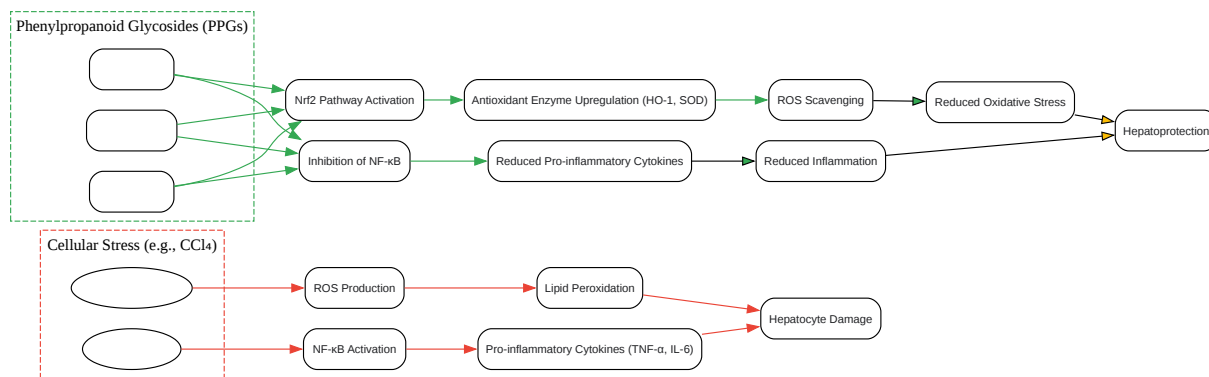 Phenylpropanoid Glycosides (PPGs)
Nrf2 Pathway Activation
Antioxidant Enzyme Upregulation (HO-1, SOD)
ROS Scavenging
Reduced Oxidative Stress
Hepatoprotection
Inhibition of NF-κB
Reduced Pro-inflammatory Cytokines
Reduced Inflammation
Cellular Stress (e.g., CCl₄)
ROS Production
Lipid Peroxidation
Hepatocyte Damage
NF-κB Activation
Pro-inflammatory Cytokines (TNF-α, IL-6)